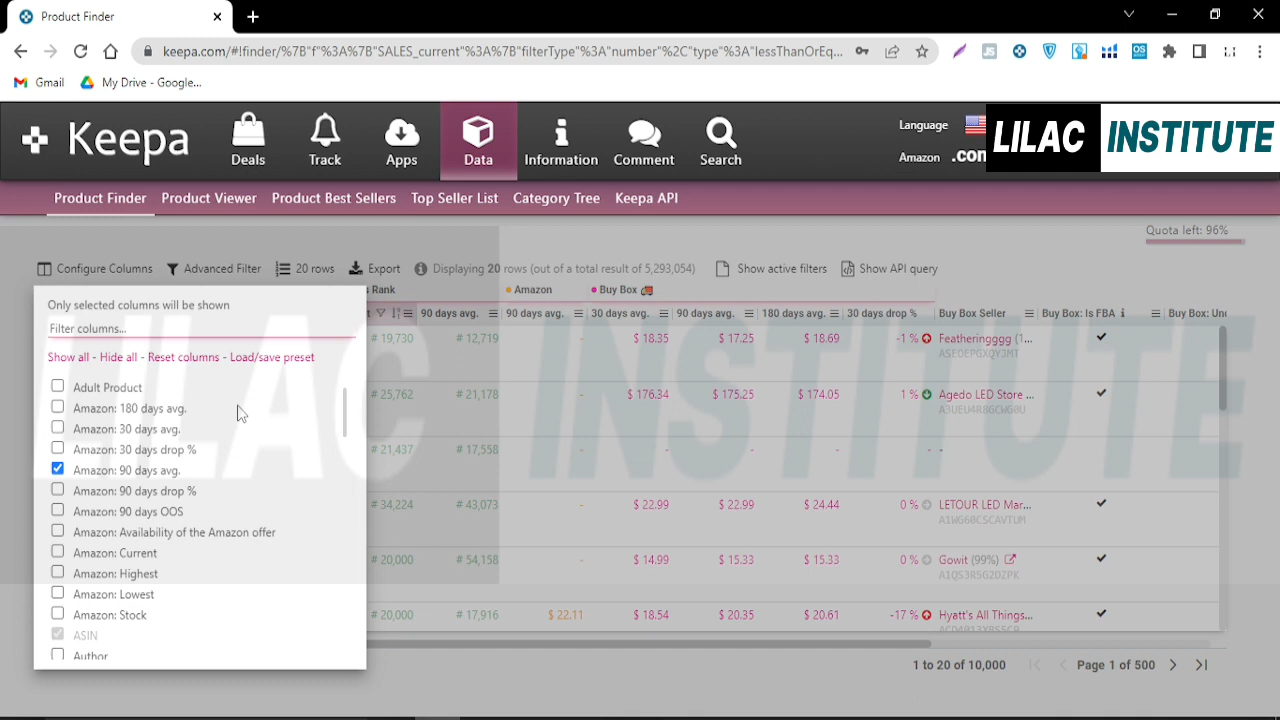 Product Finder
keepa.com/#!finder/%7B"f"%3A%7B"SALES_current"%3A%7B"filterType"%3A"number"%2C"type"%3A"lessThanOrEq...
Gmail My Drive - Google...
Keepa
Deals Track Apps Data Information Comment Search
Language
Amazon .com
LILAC INSTITUTE
Product Finder Product Viewer Product Best Sellers Top Seller List Category Tree Keepa API
Quota left: 96%
Configure Columns Advanced Filter 20 rows Export Displaying 20 rows (out of a total result of 5,293,054) Show active filters Show API query
Only selected columns will be shown
Filter columns...
Show all - Hide all - Reset columns - Load/save preset
Adult Product
Amazon: 180 days avg.
Amazon: 30 days avg.
Amazon: 30 days drop %
Amazon: 90 days avg.
Amazon: 90 days drop %
Amazon: 90 days OOS
Amazon: Availability of the Amazon offer
Amazon: Current
Amazon: Highest
Amazon: Lowest
Amazon: Stock
ASIN
Author
Rank Amazon Buy Box
90 days avg. 90 days avg. 30 days avg. 90 days avg. 180 days avg. 30 days drop % Buy Box Seller Buy Box: Is FBA Buy Box: Un
# 19,730 # 12,719 - $ 18.35 $ 17.25 $ 18.69 -1 % Featheringgg (1...
# 25,762 # 21,178 - $ 176.34 $ 175.25 $ 174.05 1 % Agedo LED Store ...
# 21,437 # 17,558 - - - - -
# 34,224 # 43,073 - $ 22.99 $ 22.99 $ 24.44 0 % LETOUR LED Mar...
A1WG60CSCAVTUM
# 20,000 # 54,158 - $ 14.99 $ 15.33 $ 15.33 0 % Gowit (99%)
A1QS3R5G2DZPK
# 20,000 # 17,916 $ 22.11 $ 18.54 $ 20.35 $ 20.61 -17 % Hyatt's All Things...
1 to 20 of 10,000 Page 1 of 500
LILAC INSTITUTE